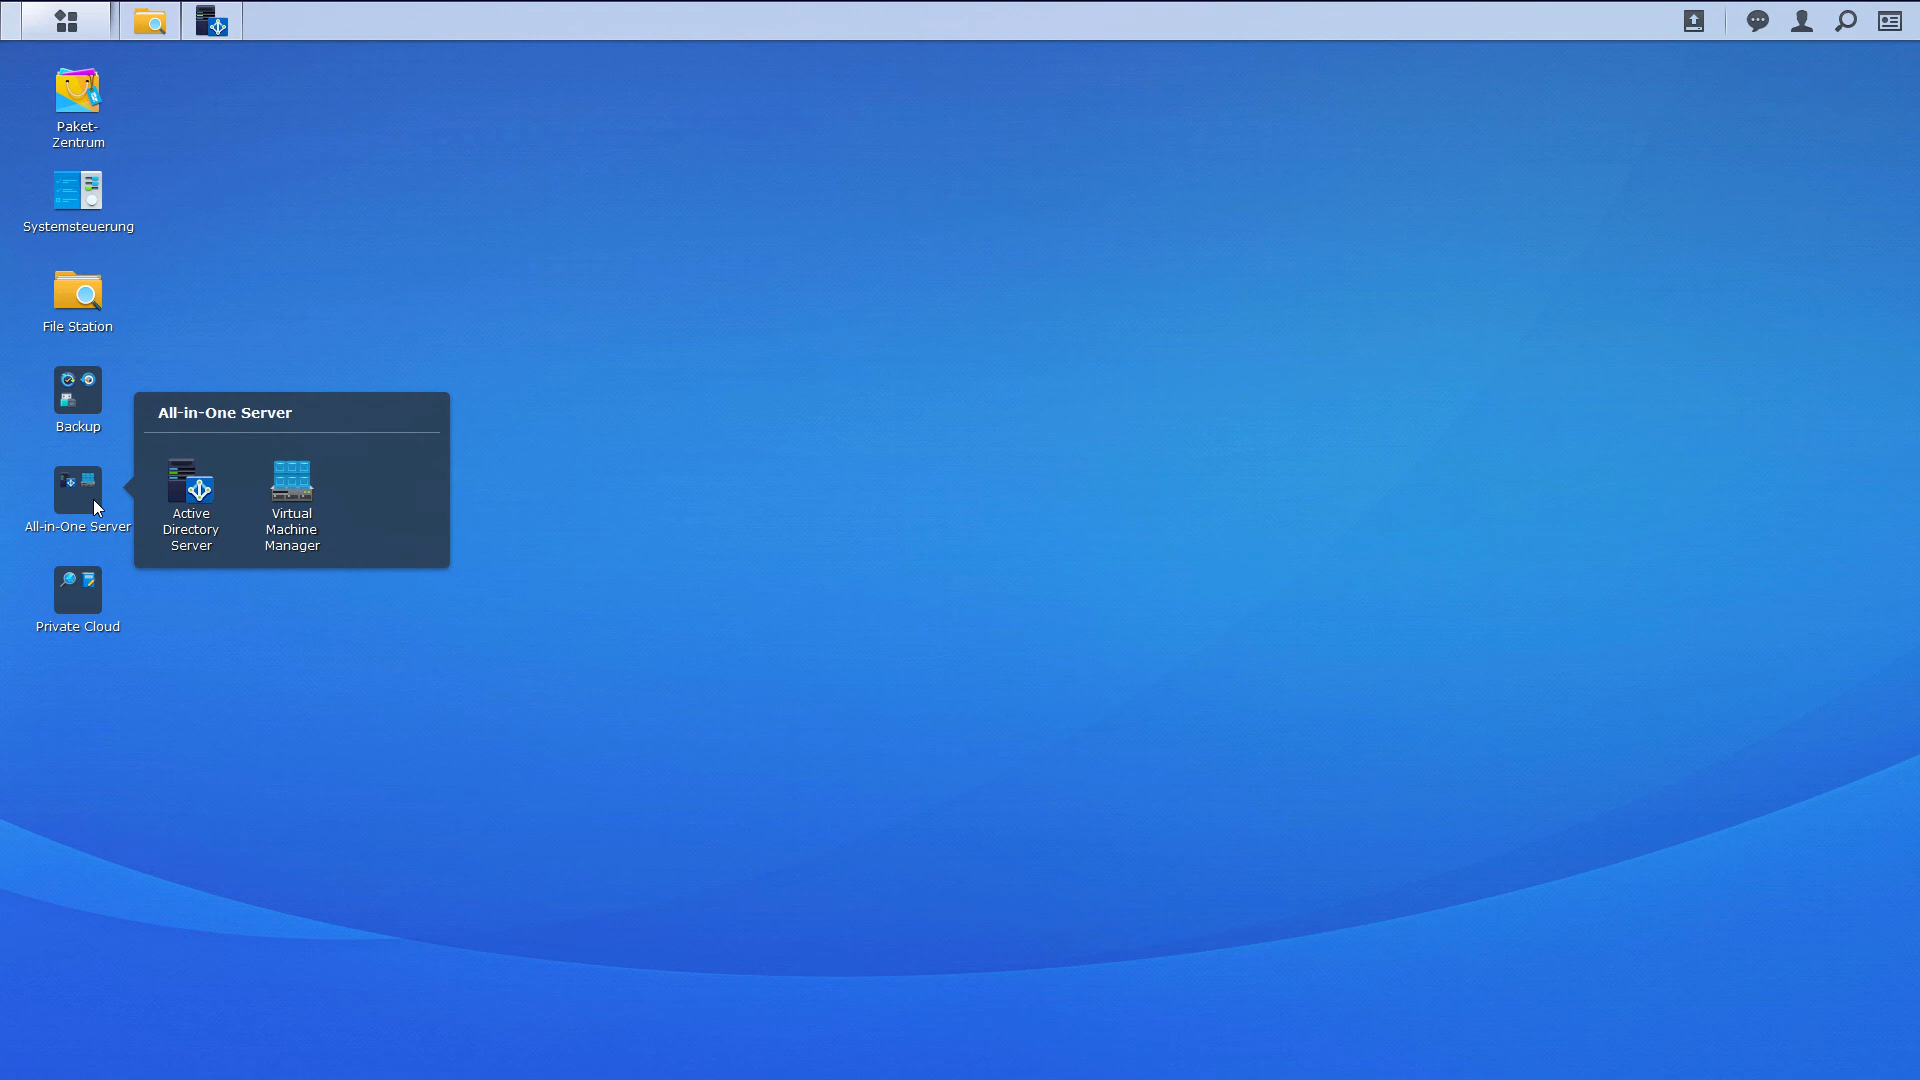 Paket-
Zentrum
Systemsteuerung
File Station
Backup
All-in-One Server
Private Cloud
All-in-One Server
Active
Directory
Server
Virtual
Machine
Manager